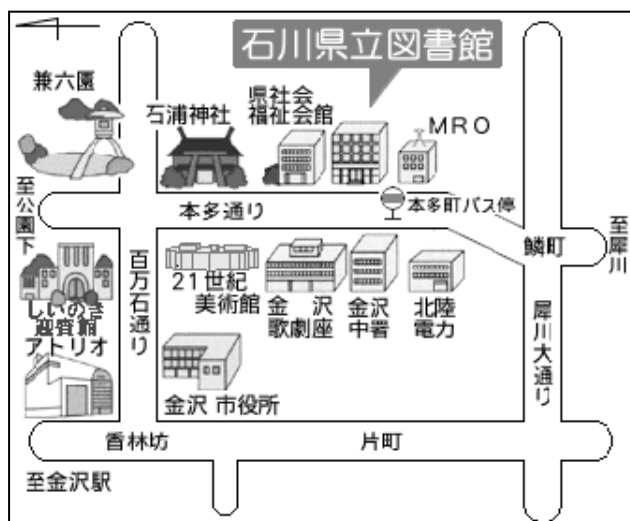 石川県立図書館
兼六園
石浦神社
県社会
福祉会館
MRO
至公園下
本多通り
本多町バス停
至犀川
鱗町
百万石通り
21世紀
美術館
金沢
歌劇座
金沢
中署
北陸
電力
しいのき
迎賓館
アトリオ
犀川大通り
金沢 市役所
香林坊
片町
至金沢駅